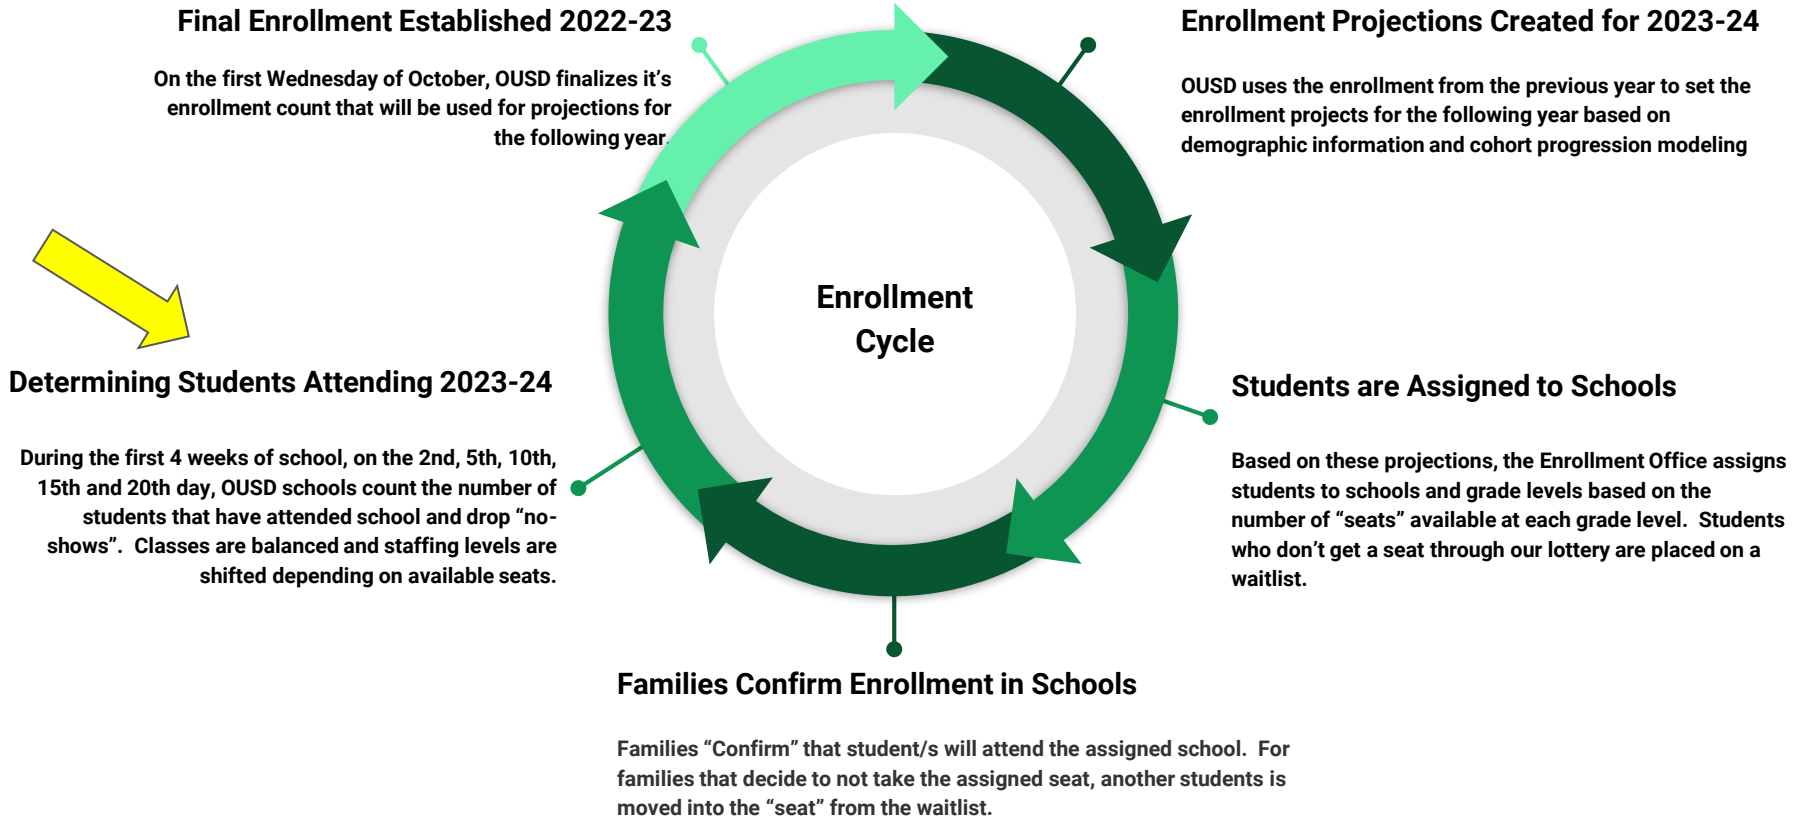 Final Enrollment Established 2022-23
On the first Wednesday of October, OUSD finalizes it’s
enrollment count that will be used for projections for
the following year.
Enrollment Projections Created for 2023-24
OUSD uses the enrollment from the previous year to set the
enrollment projects for the following year based on
demographic information and cohort progression modeling
Enrollment
Cycle
Determining Students Attending 2023-24
During the first 4 weeks of school, on the 2nd, 5th, 10th,
15th and 20th day, OUSD schools count the number of
students that have attended school and drop “no-
shows”.  Classes are balanced and staffing levels are
shifted depending on available seats.
Students are Assigned to Schools
Based on these projections, the Enrollment Office assigns
students to schools and grade levels based on the
number of “seats” available at each grade level.  Students
who don’t get a seat through our lottery are placed on a
waitlist.
Families Confirm Enrollment in Schools
Families “Confirm” that student/s will attend the assigned school.  For
families that decide to not take the assigned seat, another students is
moved into the “seat” from the waitlist.